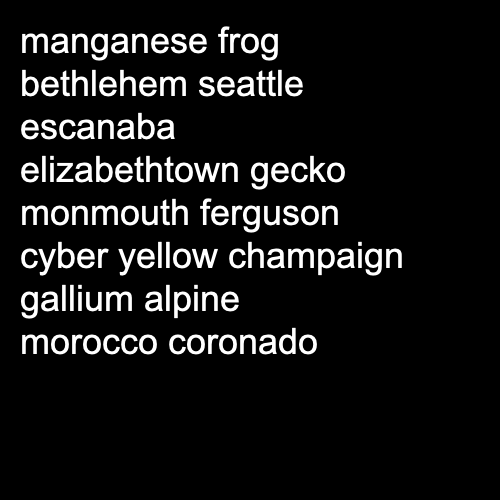 manganese frog
bethlehem seattle
escanaba
elizabethtown gecko
monmouth ferguson
cyber yellow champaign
gallium alpine
morocco coronado